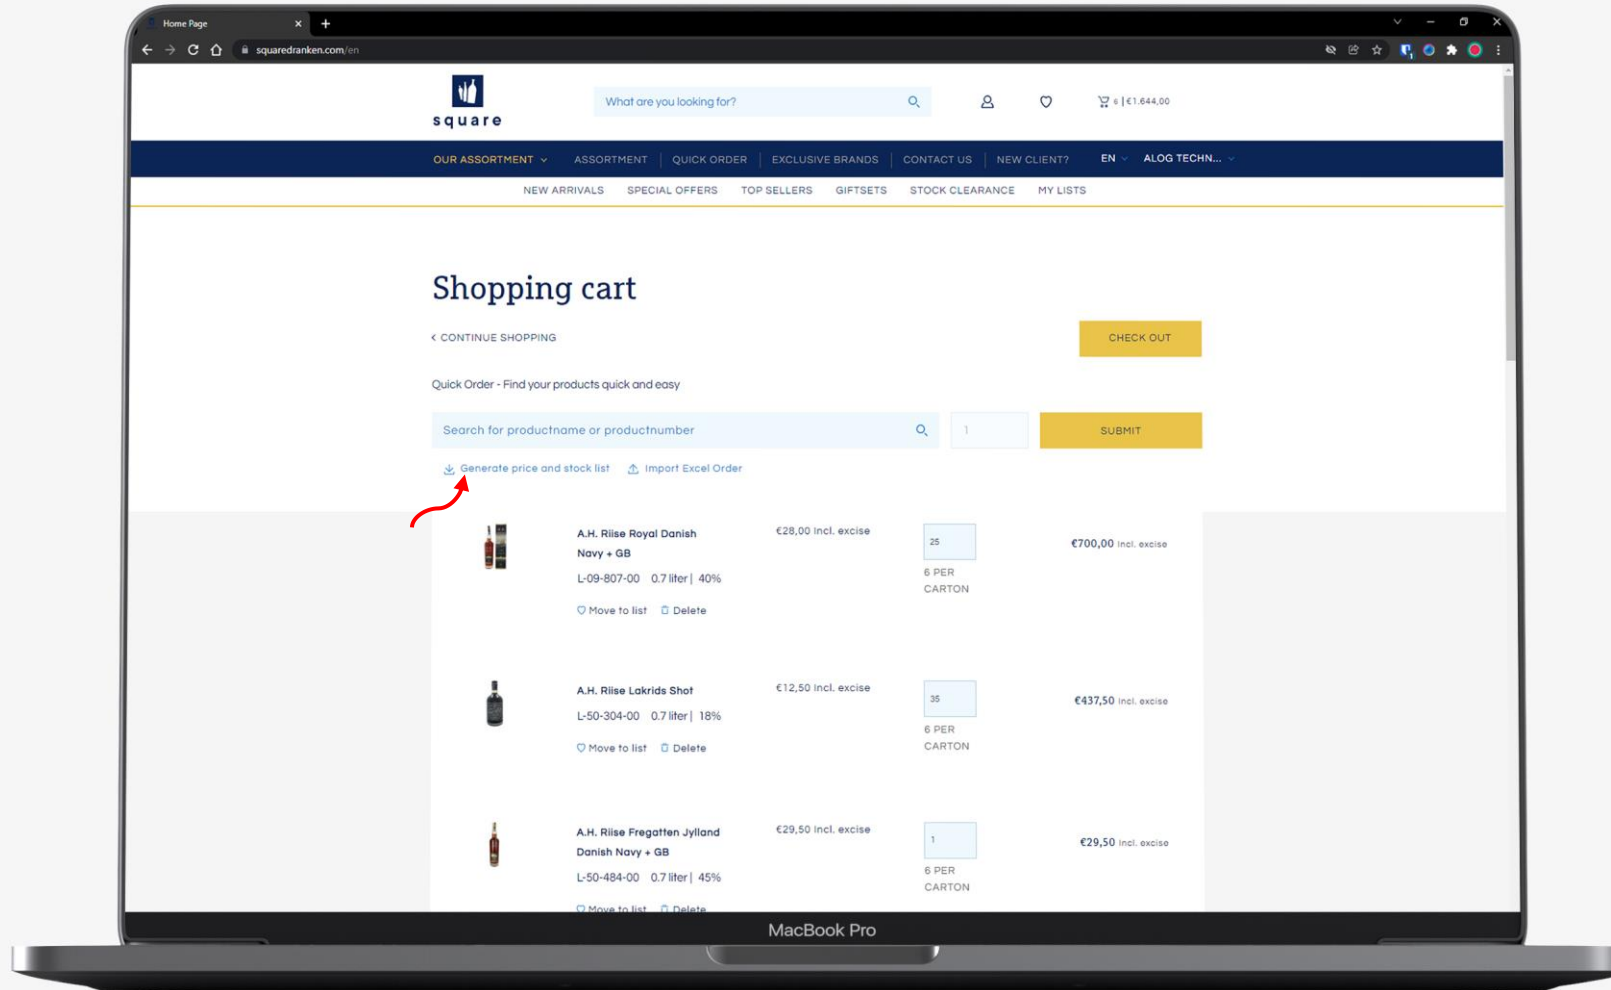 Home Page
squaredranken.com/en
square
What are you looking for?
6 | €1.644,00
OUR ASSORTMENT
ASSORTMENT
QUICK ORDER
EXCLUSIVE BRANDS
CONTACT US
NEW CLIENT?
EN
ALOG TECHN...
NEW ARRIVALS
SPECIAL OFFERS
TOP SELLERS
GIFTSETS
STOCK CLEARANCE
MY LISTS
Shopping cart
CONTINUE SHOPPING
CHECK OUT
Quick Order - Find your products quick and easy
Search for productname or productnumber
1
SUBMIT
Generate price and stock list
Import Excel Order
A.H. Riise Royal Danish
Navy + GB
L-09-807-00 0.7 liter | 40%
Move to list
Delete
€28,00 Incl. excise
25
6 PER
CARTON
€700,00 Incl. excise
A.H. Riise Lakrids Shot
L-50-304-00 0.7 liter | 18%
Move to list
Delete
€12,50 Incl. excise
35
6 PER
CARTON
€437,50 Incl. excise
A.H. Riise Fregatten Jylland
Danish Navy + GB
L-50-484-00 0.7 liter | 45%
Move to list
Delete
€29,50 Incl. excise
1
6 PER
CARTON
€29,50 Incl. excise
MacBook Pro